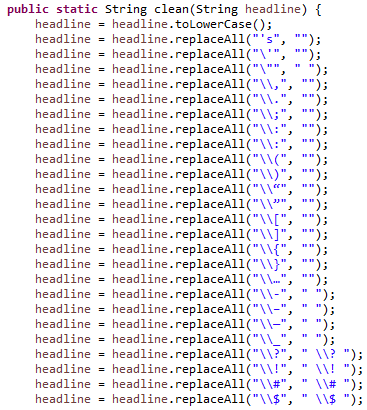 public static String clean(String headline) {
headline = headline.toLowerCase();
headline = headline.replaceAll("'s", "");
headline = headline.replaceAll("\'", "");
headline = headline.replaceAll("\"", " ");
headline = headline.replaceAll("\\,", "");
headline = headline.replaceAll("\\.", "");
headline = headline.replaceAll("\\;", "");
headline = headline.replaceAll("\\:", "");
headline = headline.replaceAll("\\:", "");
headline = headline.replaceAll("\\(", "");
headline = headline.replaceAll("\\)", "");
headline = headline.replaceAll("\\“", "");
headline = headline.replaceAll("\\”", "");
headline = headline.replaceAll("\\[", "");
headline = headline.replaceAll("\\]", "");
headline = headline.replaceAll("\\{", "");
headline = headline.replaceAll("\\}", "");
headline = headline.replaceAll("\\…", "");
headline = headline.replaceAll("\\-", " ");
headline = headline.replaceAll("\\–", " ");
headline = headline.replaceAll("\\—", " ");
headline = headline.replaceAll("\\_", " ");
headline = headline.replaceAll("\\?", " \\? ");
headline = headline.replaceAll("\\!", " \\! ");
headline = headline.replaceAll("\\#", " \\# ");
headline = headline.replaceAll("\\$", " \\$ ");